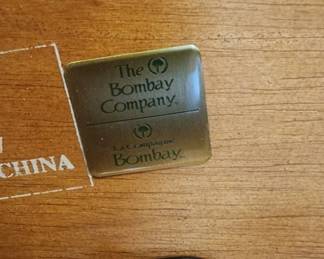 The
Bombay
Company
La Compagnie
Bombay
CHINA